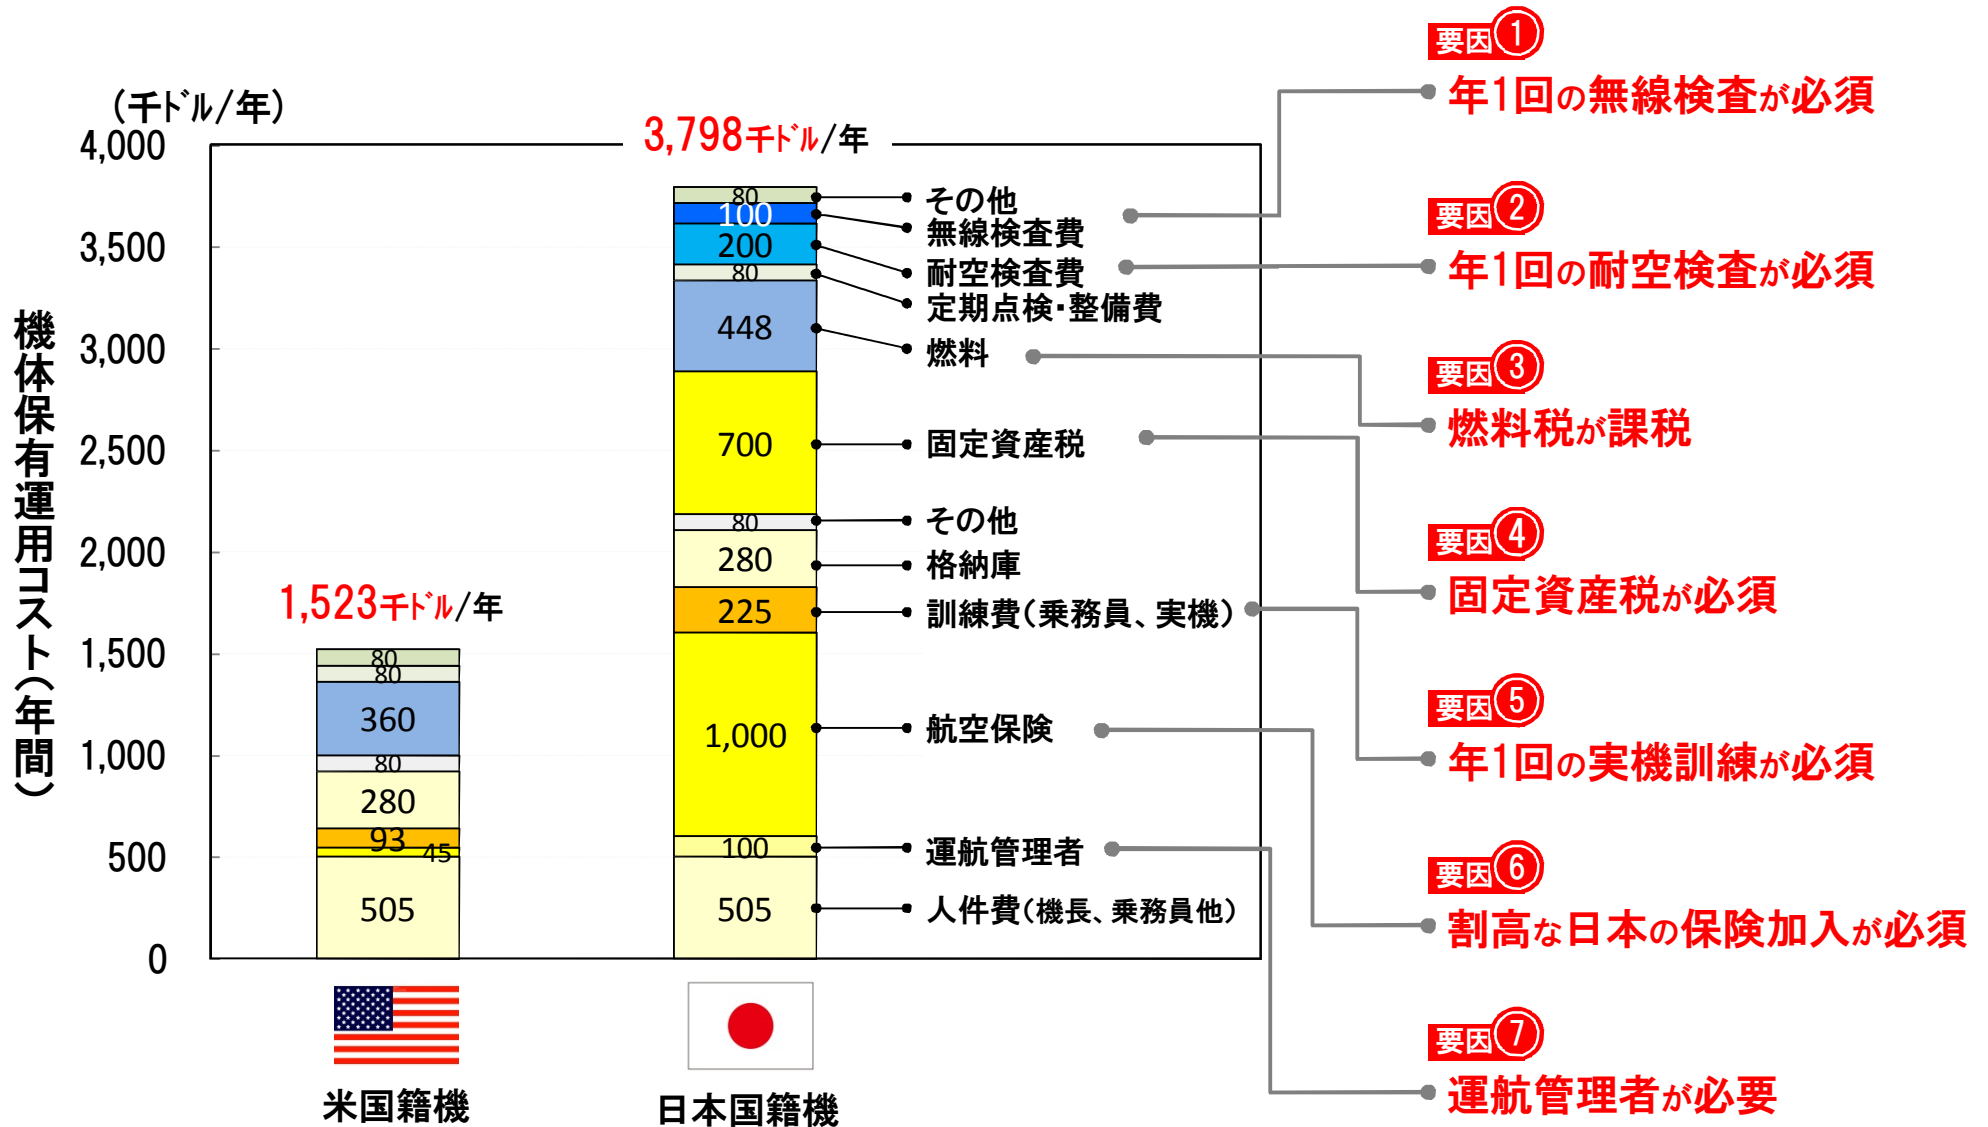 (千ドル/年)
4,000
3,500
3,000
2,500
2,000
1,500
1,000
500
0
機体保有運用コスト(年間)
1,523千ドル/年
80
80
360
80
280
93
45
505
米国籍機
3,798千ドル/年
80
100
200
80
448
700
80
280
225
1,000
100
505
日本国籍機
その他
無線検査費
耐空検査費
定期点検・整備費
燃料
固定資産税
その他
格納庫
訓練費(乗務員、実機)
航空保険
運航管理者
人件費(機長、乗務員他)
要因1
年1回の無線検査が必須
要因2
年1回の耐空検査が必須
要因3
燃料税が課税
要因4
固定資産税が必須
要因5
年1回の実機訓練が必須
要因6
割高な日本の保険加入が必須
要因7
運航管理者が必要